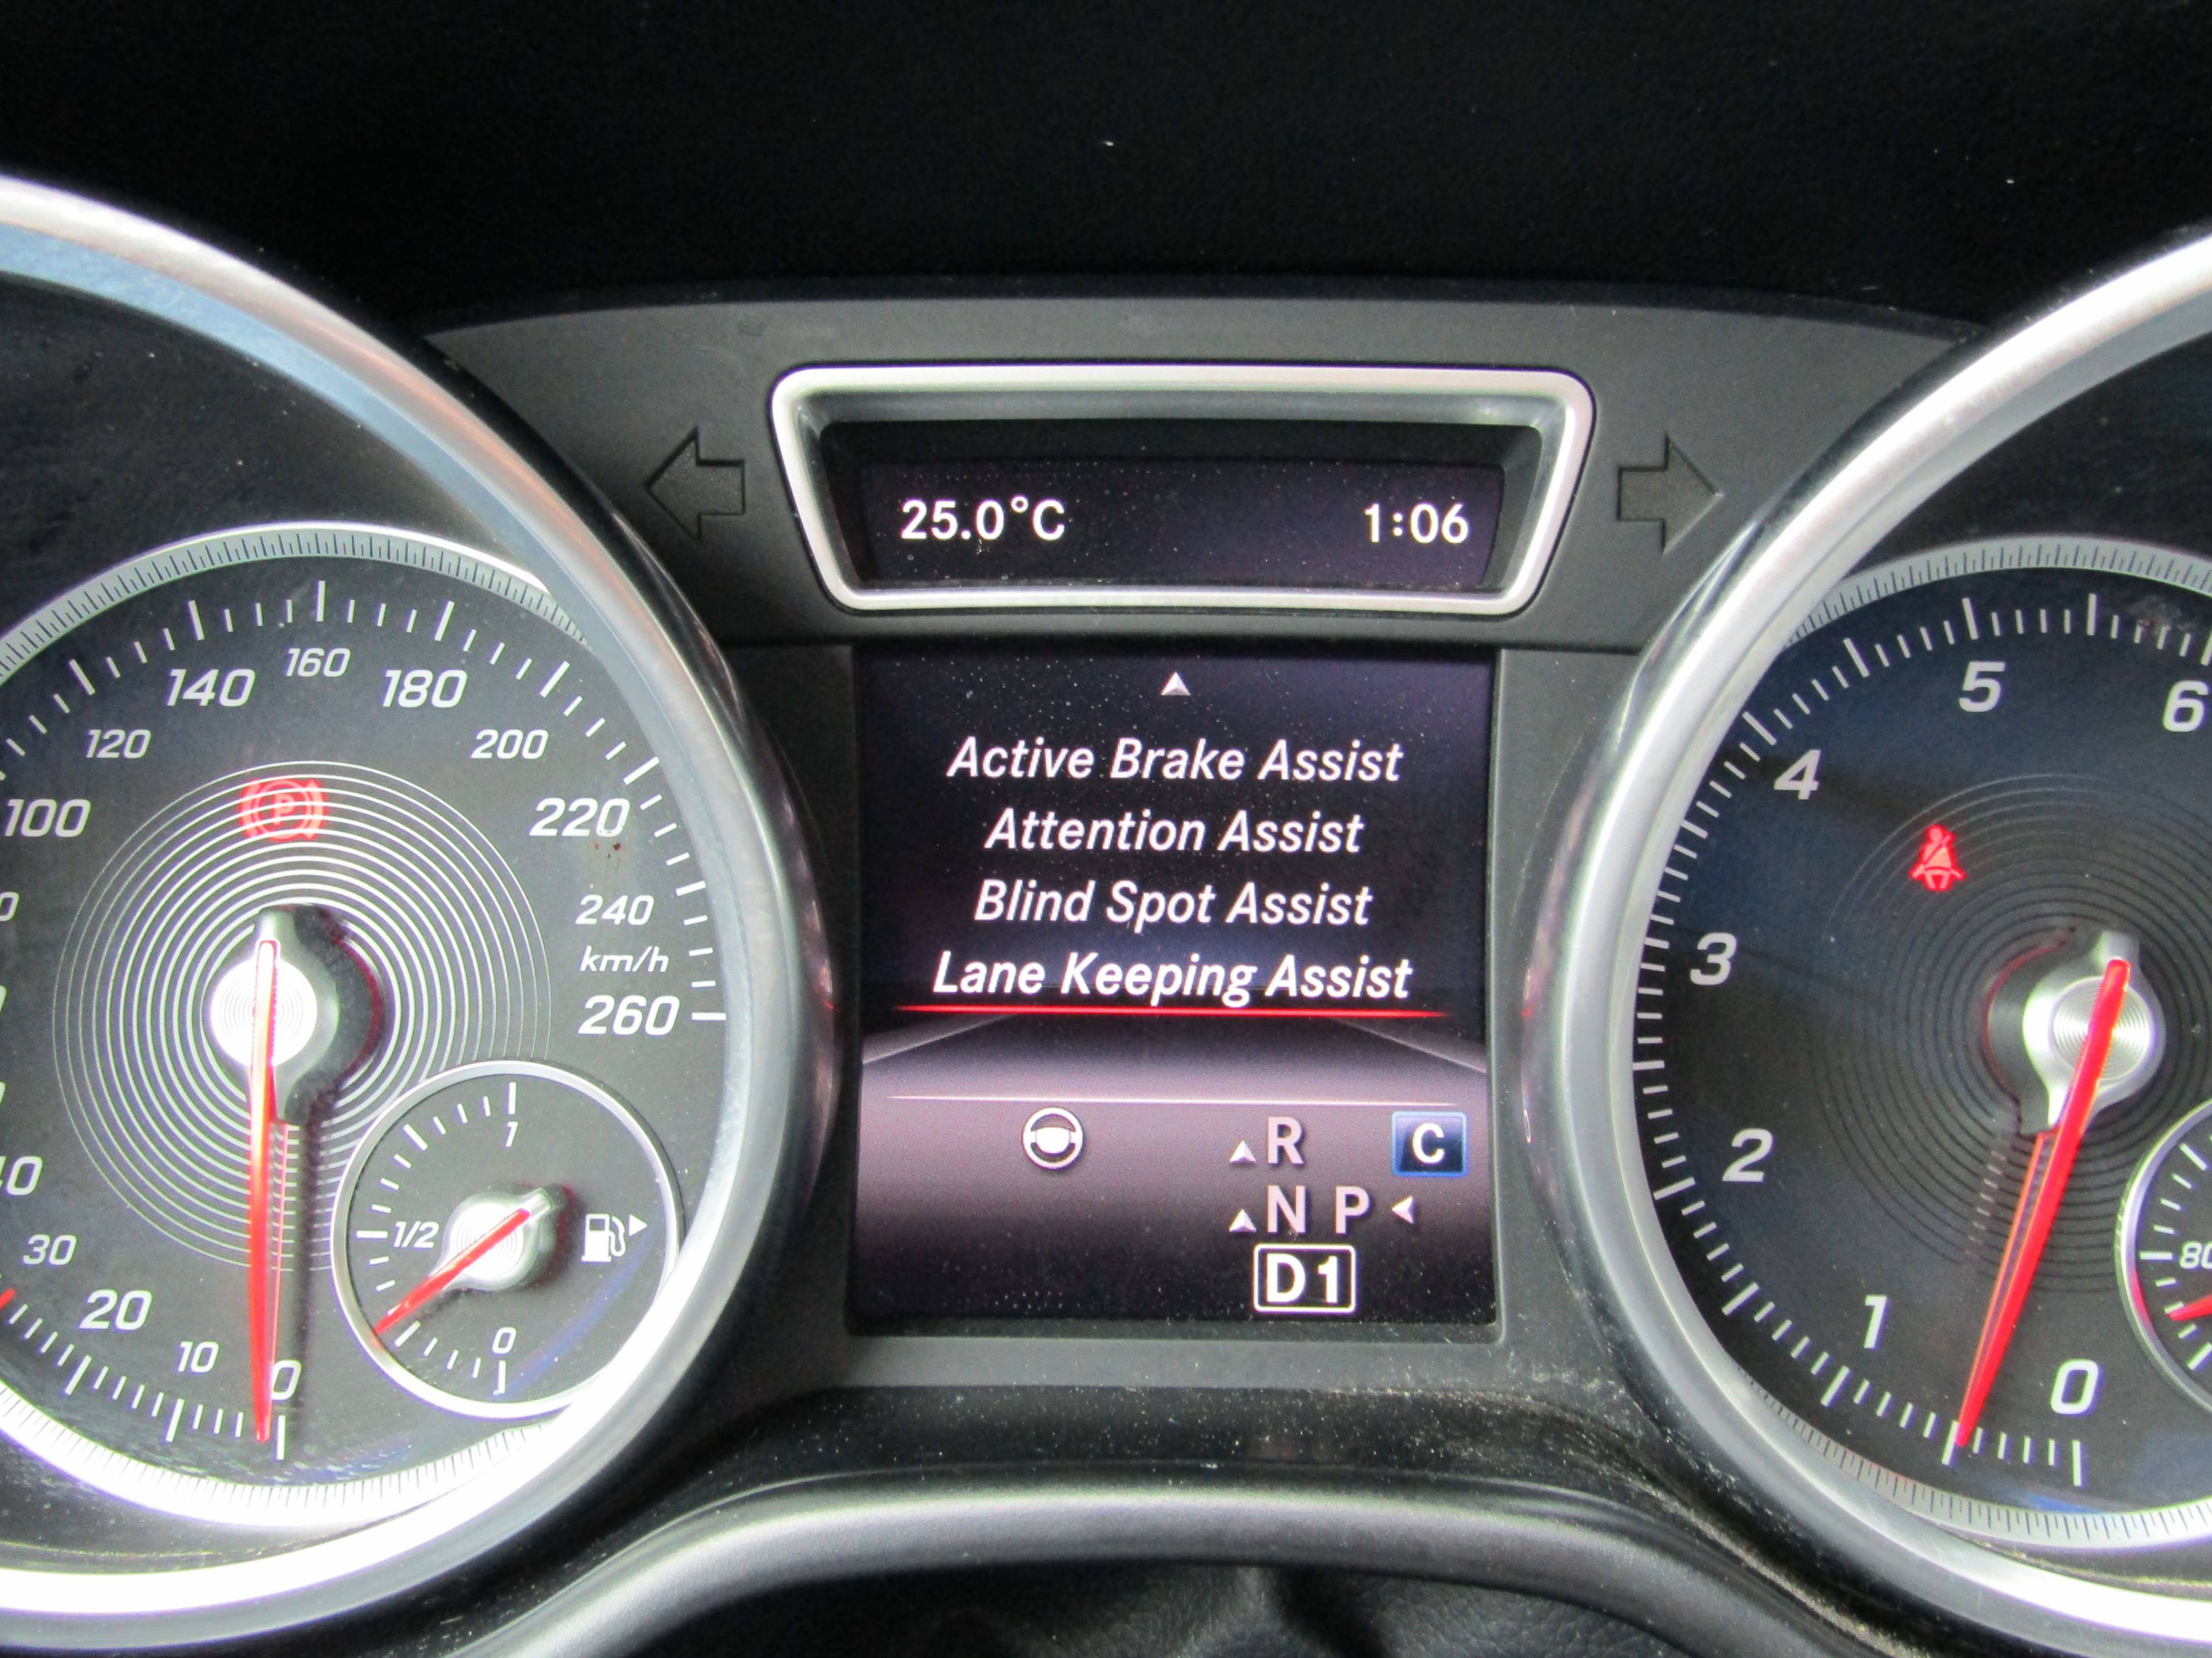 25.0°C 1:06
Active Brake Assist
Attention Assist
Blind Spot Assist
Lane Keeping Assist
R C
N P
D1
160
140 180
120 200
100 220
240
km/h
260
30
20
10
0
1
1/2
0
P
5
6
4
3
2
1
0